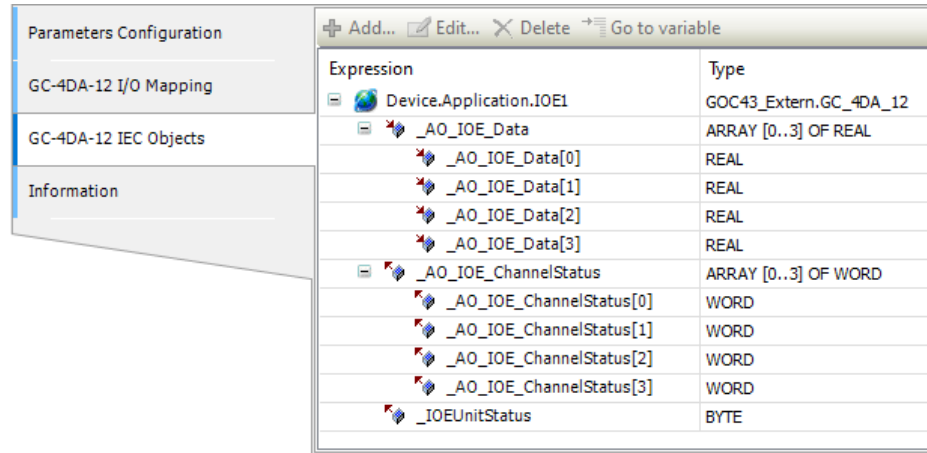 Parameters Configuration
GC-4DA-12 I/O Mapping
GC-4DA-12 IEC Objects
Information
Add... Edit... Delete Go to variable
Expression Type
Device.Application.IOE1 GOC43_Extern.GC_4DA_12
_AO_IOE_Data ARRAY [0..3] OF REAL
_AO_IOE_Data[0] REAL
_AO_IOE_Data[1] REAL
_AO_IOE_Data[2] REAL
_AO_IOE_Data[3] REAL
_AO_IOE_ChannelStatus ARRAY [0..3] OF WORD
_AO_IOE_ChannelStatus[0] WORD
_AO_IOE_ChannelStatus[1] WORD
_AO_IOE_ChannelStatus[2] WORD
_AO_IOE_ChannelStatus[3] WORD
_IOEUnitStatus BYTE